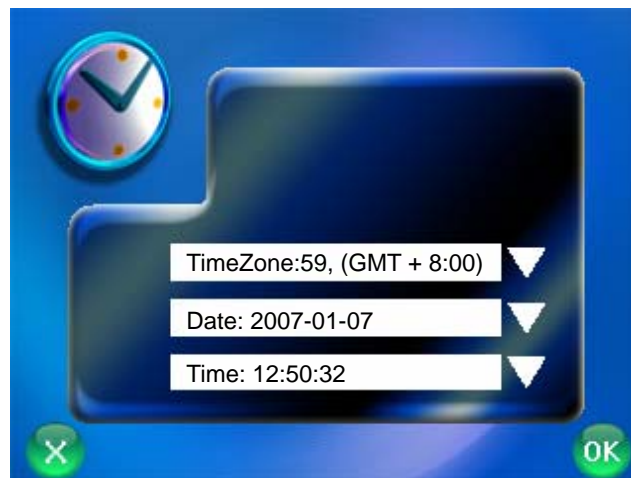 TimeZone:59, (GMT + 8:00)
Date: 2007-01-07
Time: 12:50:32
X
OK